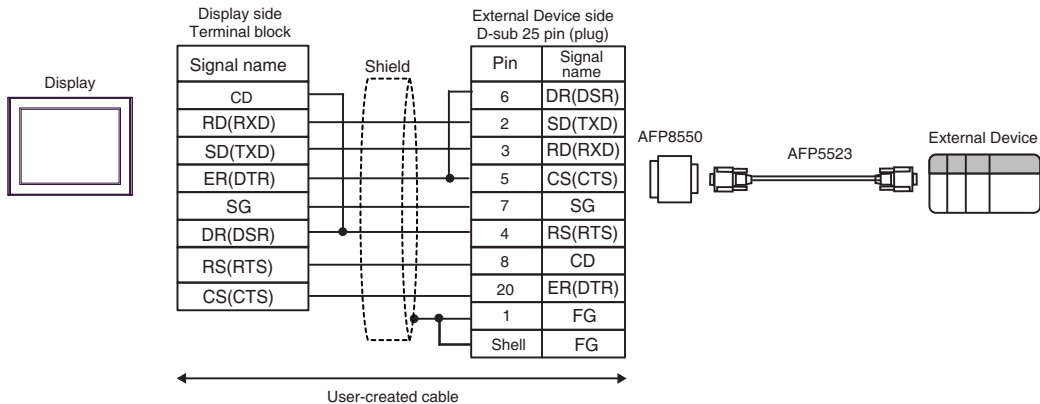 Display side
Terminal block
External Device side
D-sub 25 pin (plug)
Display
Signal name
Shield
Pin
Signal
name
CD
6
DR(DSR)
RD(RXD)
2
SD(TXD)
SD(TXD)
3
RD(RXD)
ER(DTR)
5
CS(CTS)
SG
7
SG
DR(DSR)
4
RS(RTS)
RS(RTS)
8
CD
CS(CTS)
20
ER(DTR)
1
FG
Shell
FG
AFP8550
AFP5523
External Device
User-created cable